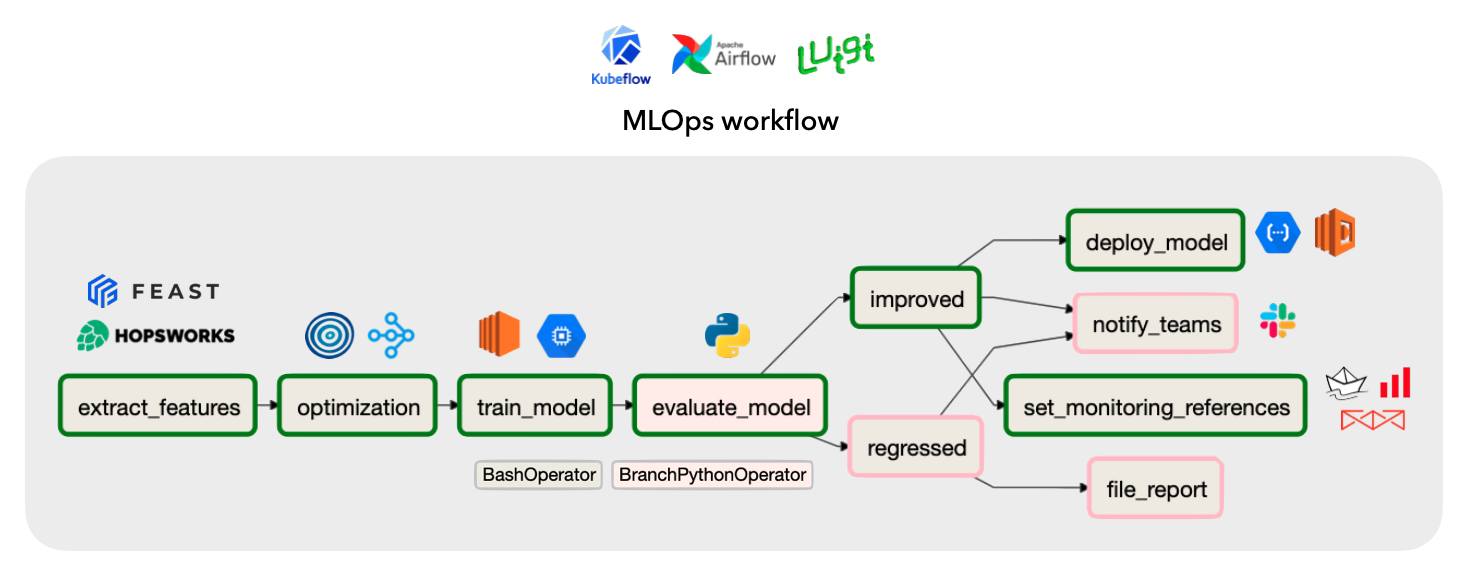 Kubeflow
Apache
Airflow
Luigi
MLOps workflow
FEAST
HOPSWORKS
extract_features
optimization
train_model
evaluate_model
BashOperator
BranchPythonOperator
improved
regressed
deploy_model
notify_teams
set_monitoring_references
file_report